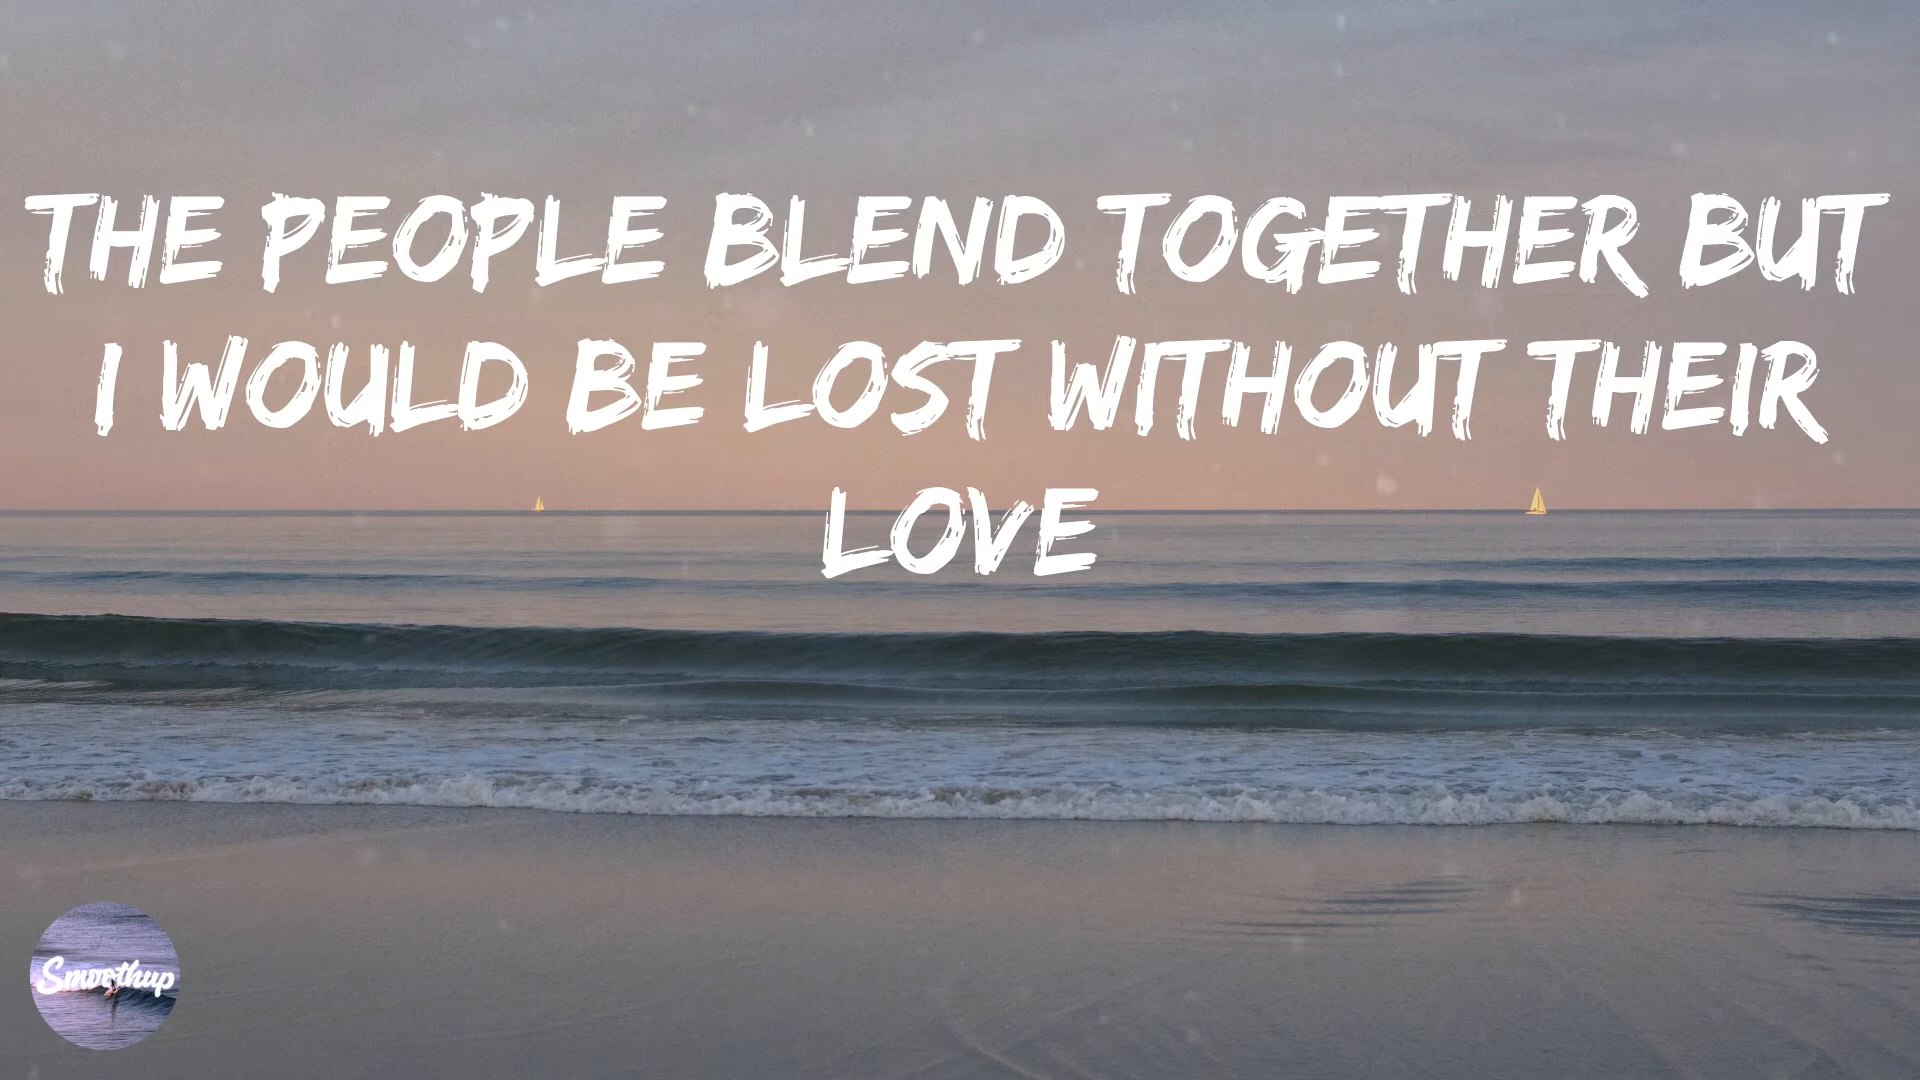 THE PEOPLE BLEND TOGETHER BUT
I WOULD BE LOST WITHOUT THEIR
LOVE
Smoothup